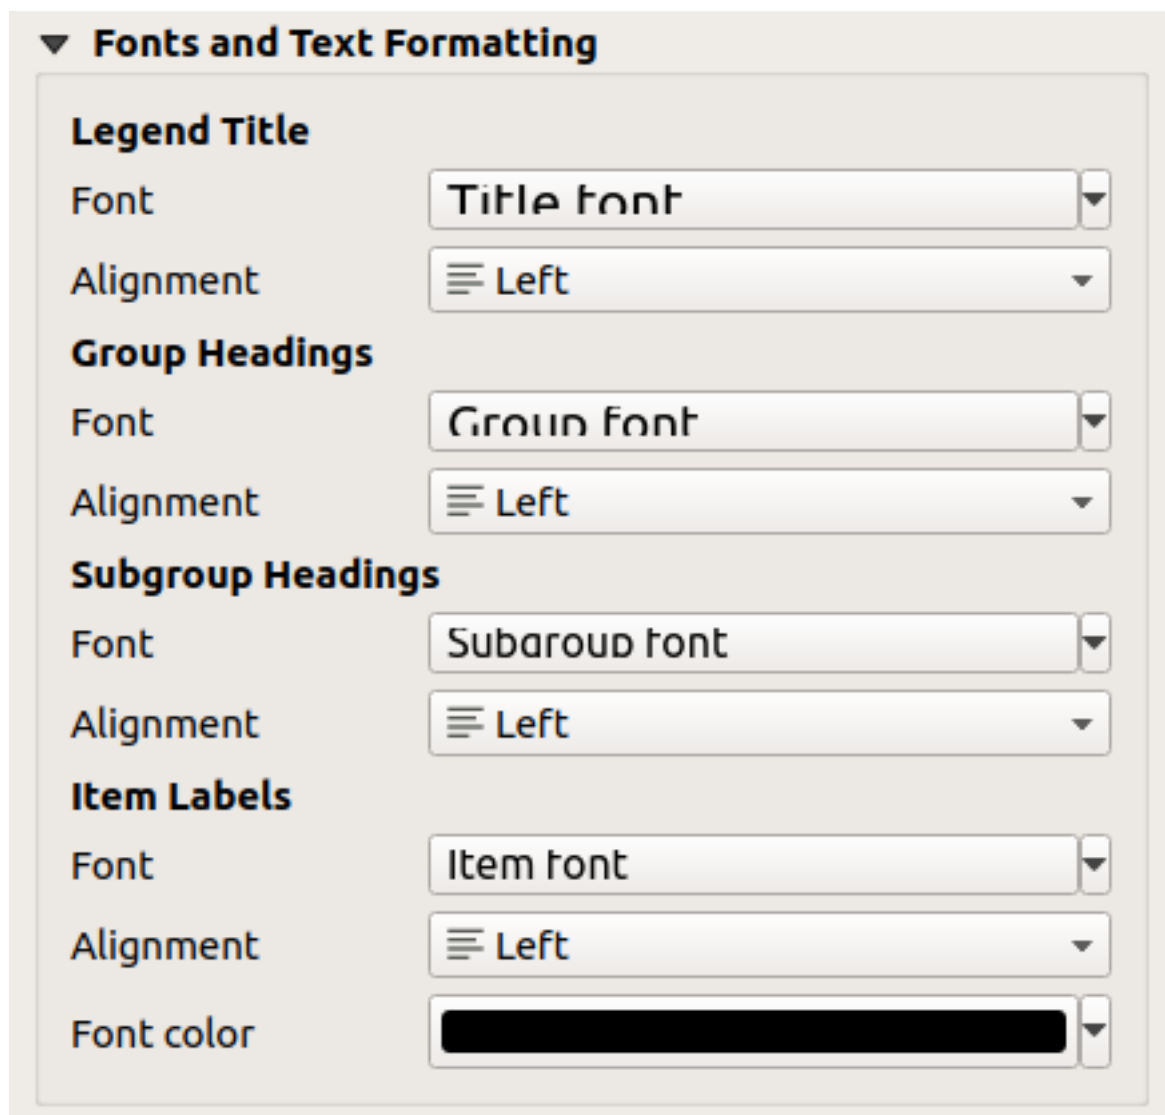 Fonts and Text Formatting
Legend Title
Font Title font
Alignment Left
Group Headings
Font Group font
Alignment Left
Subgroup Headings
Font Subgroup font
Alignment Left
Item Labels
Font Item font
Alignment Left
Font color